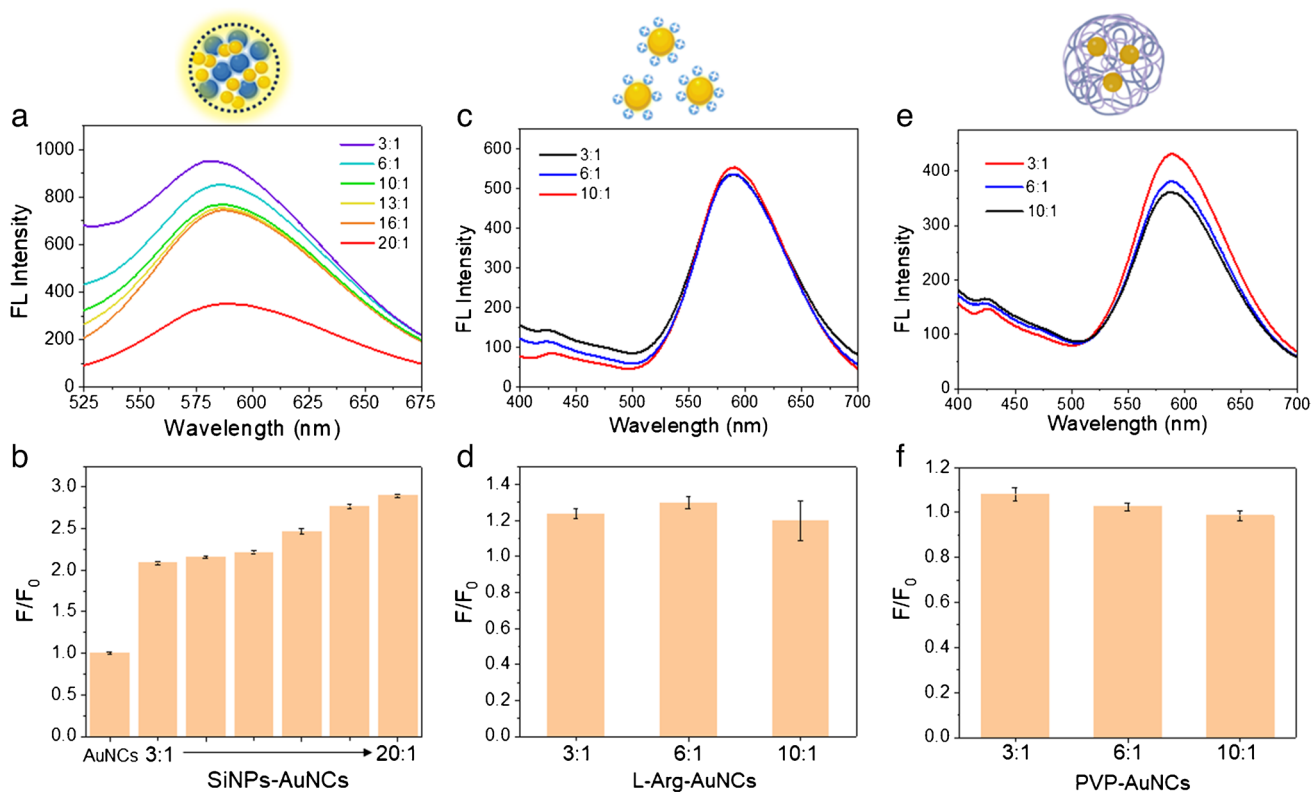 a
FL Intensity
1000
800
600
400
200
0
3:1
6:1
10:1
13:1
16:1
20:1
525 550 575 600 625 650 675
Wavelength (nm)
c
FL Intensity
600
500
400
300
200
100
0
3:1
6:1
10:1
400 450 500 550 600 650 700
Wavelength (nm)
e
FL Intensity
400
300
200
100
0
3:1
6:1
10:1
400 450 500 550 600 650 700
Wavelength (nm)
b
F/F0
3.0
2.5
2.0
1.5
1.0
0.5
0.0
AuNCs 3:1 20:1
SiNPs-AuNCs
d
F/F0
1.4
1.2
1.0
0.8
0.6
0.4
0.2
0.0
3:1 6:1 10:1
L-Arg-AuNCs
f
F/F0
1.2
1.0
0.8
0.6
0.4
0.2
0.0
3:1 6:1 10:1
PVP-AuNCs